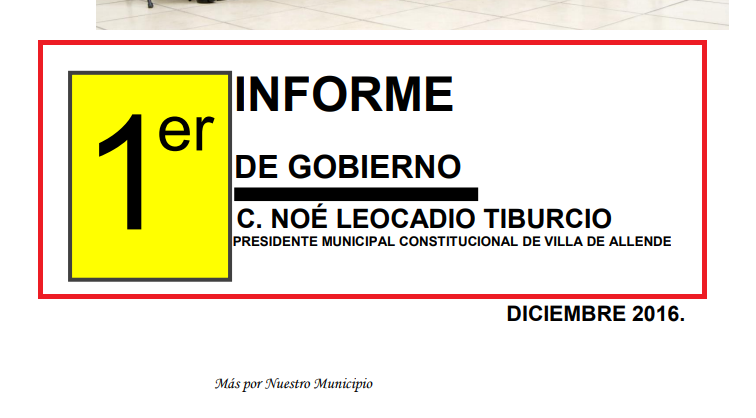 1er
INFORME
DE GOBIERNO
C. NOÉ LEOCADIO TIBURCIO
PRESIDENTE MUNICIPAL CONSTITUCIONAL DE VILLA DE ALLENDE
DICIEMBRE 2016.
Más por Nuestro Municipio